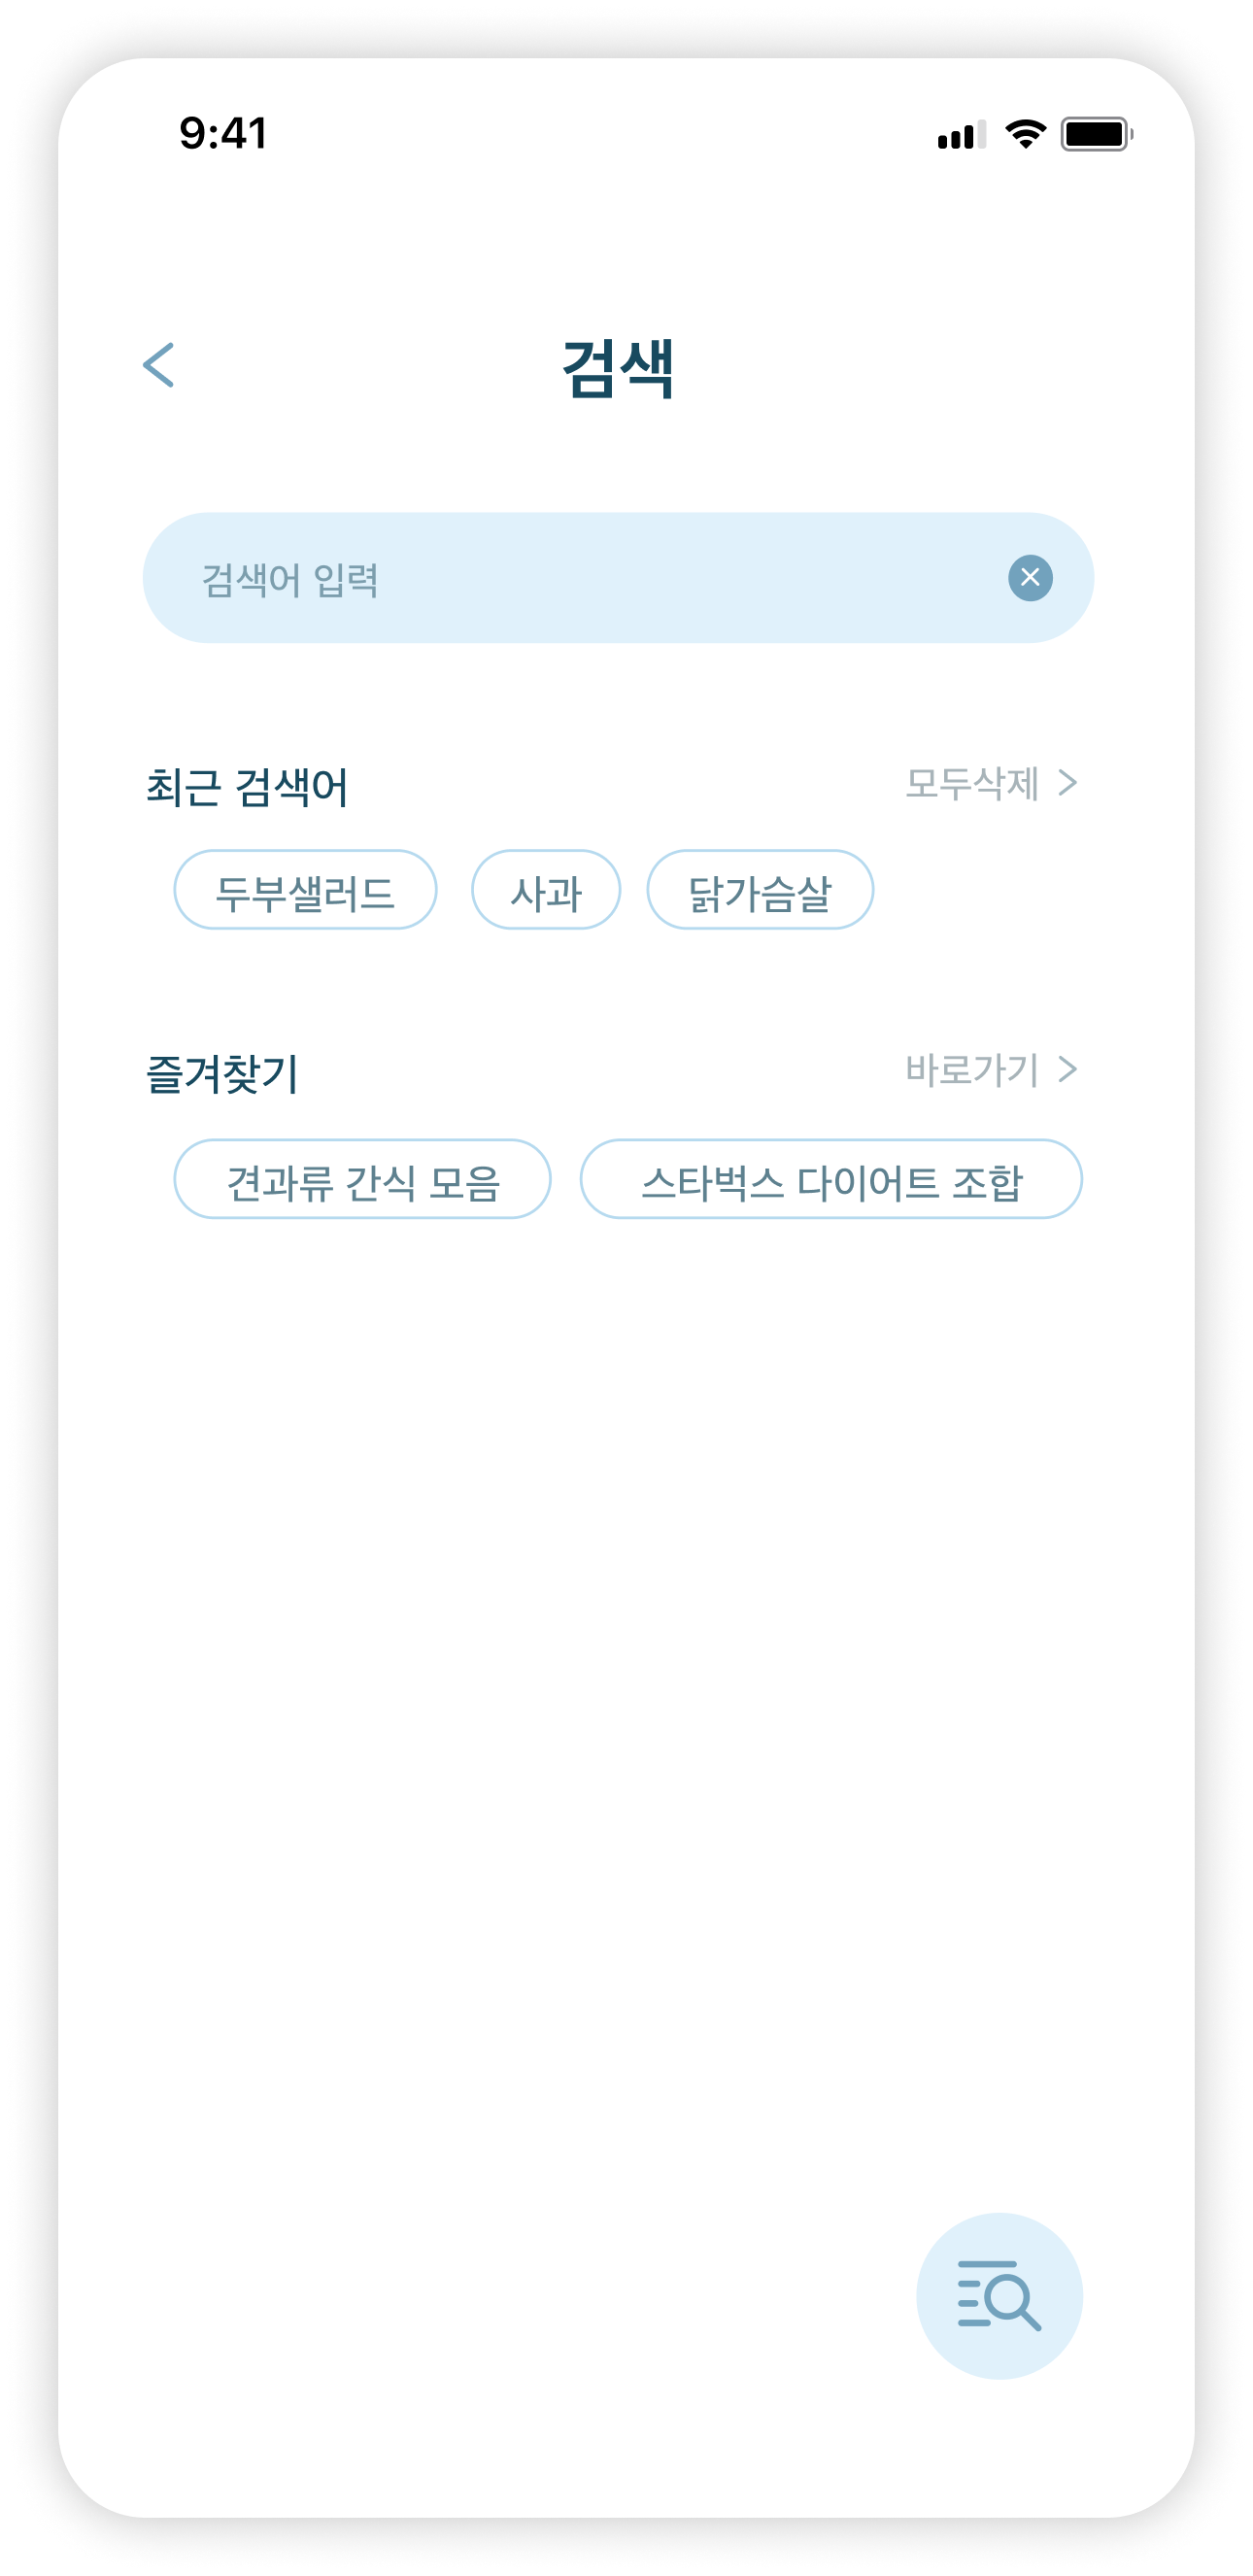 9:41
검색
검색어 입력
최근 검색어 모두삭제
두부샐러드 사과 닭가슴살
즐겨찾기 바로가기
견과류 간식 모음 스타벅스 다이어트 조합